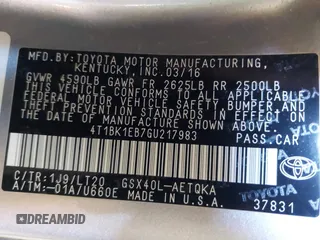 MFD.BY:TOYOTA MOTOR MANUFACTURING,
KENTUCKY,INC.03/16
GVWR 4590LB GAWR FR 2625LB RR 2500LB
THIS VEHICLE CONFORMS TO ALL APPLICABLE
FEDERAL MOTOR VEHICLE SAFETY, BUMPER, AND
THEFT PREVENTION STANDARDS IN EFFECT ON
THE DATE OF MANUFACTURE SHOWN ABOVE.
4T1BK1EB7GU217983
PASS.CAR
C/TR:1J9/LT20 GSX40L-AETQKA
A/TM:-01A/U660E MADE IN U.S.A.
TOYOTA
37831
DREAMBID